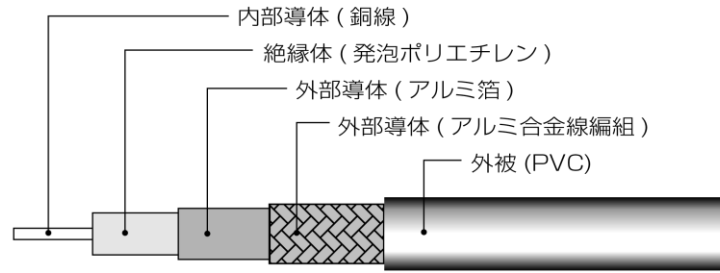 内部導体 ( 銅線 )
絶縁体 ( 発泡ポリエチレン )
外部導体 ( アルミ箔 )
外部導体 ( アルミ合金線編組 )
外被 (PVC)